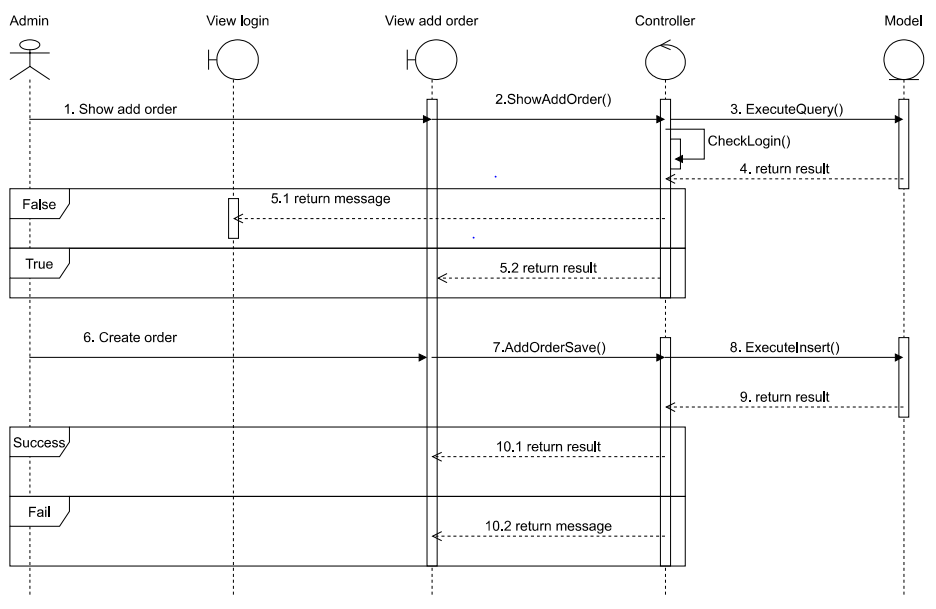 Admin
View login
View add order
Controller
Model
1. Show add order
2.ShowAddOrder()
3. ExecuteQuery()
CheckLogin()
4. return result
False
5.1 return message
True
5.2 return result
6. Create order
7.AddOrderSave()
8. ExecuteInsert()
9. return result
Success
10.1 return result
Fail
10.2 return message